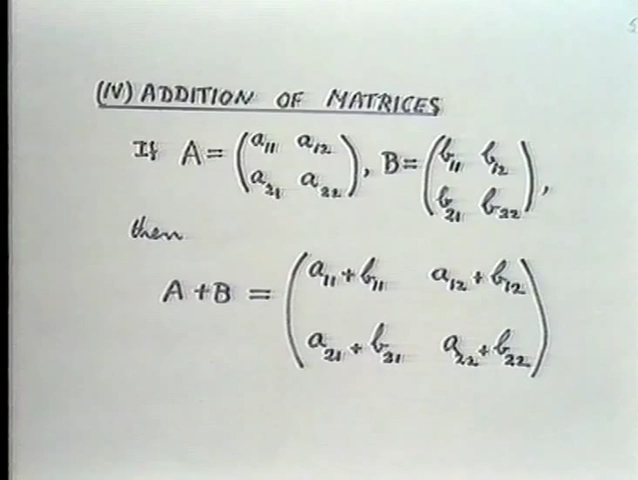 (IV) ADDITION OF MATRICES
If A = (a₁₁ a₁₂
a₂₁ a₂₂), B = (b₁₁ b₁₂
b₂₁ b₂₂),
then
A + B = (a₁₁ + b₁₁ a₁₂ + b₁₂
a₂₁ + b₂₁ a₂₂ + b₂₂)